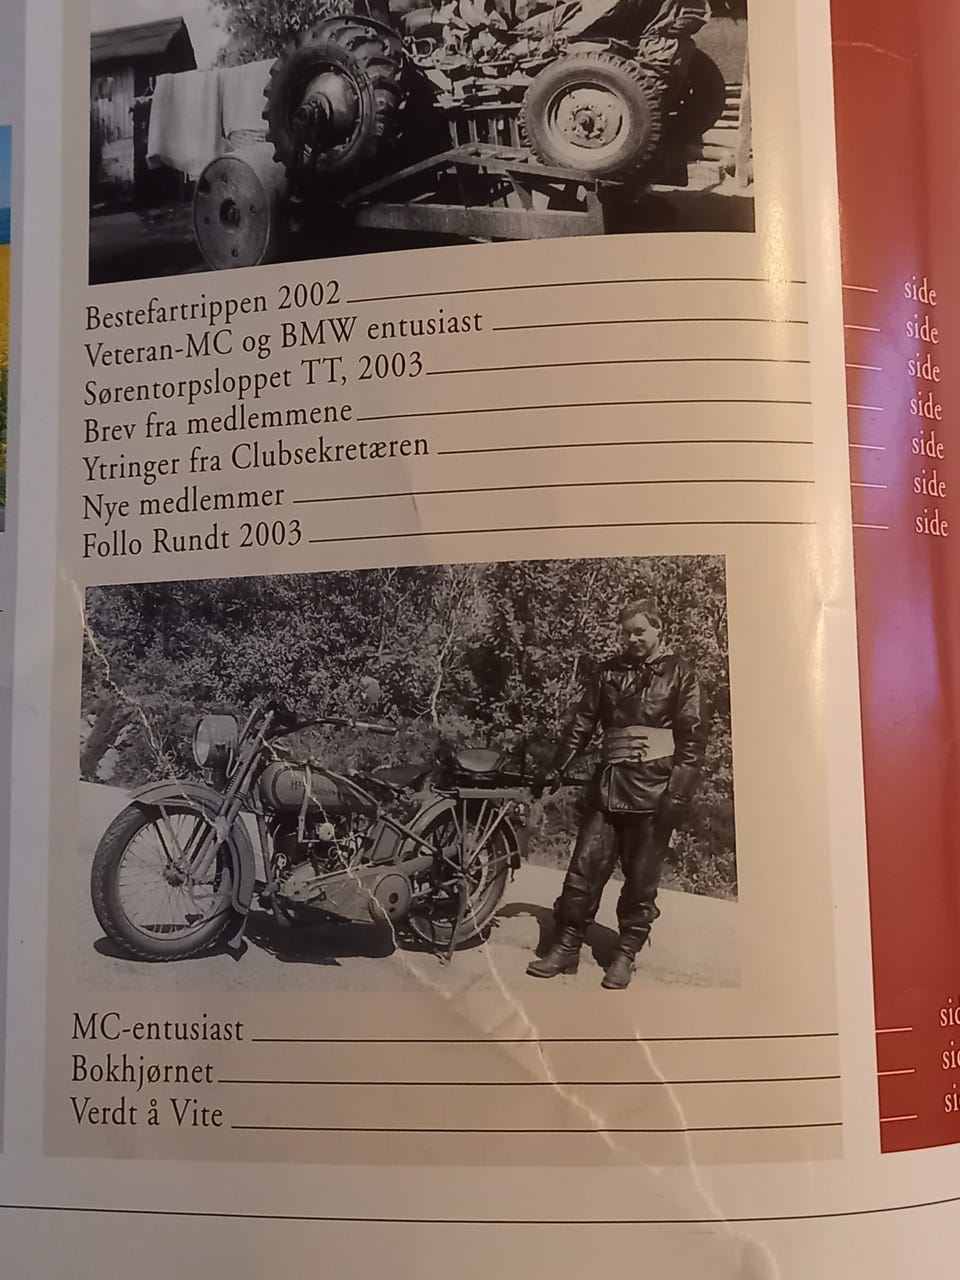 Bestefartrippen 2002 side
Veteran-MC og BMW entusiast side
Sørentorpsloppet TT, 2003 side
Brev fra medlemmene side
Ytringer fra Clubsekretæren side
Nye medlemmer side
Follo Rundt 2003 side
MC-entusiast
Bokhjørnet
Verdt å Vite